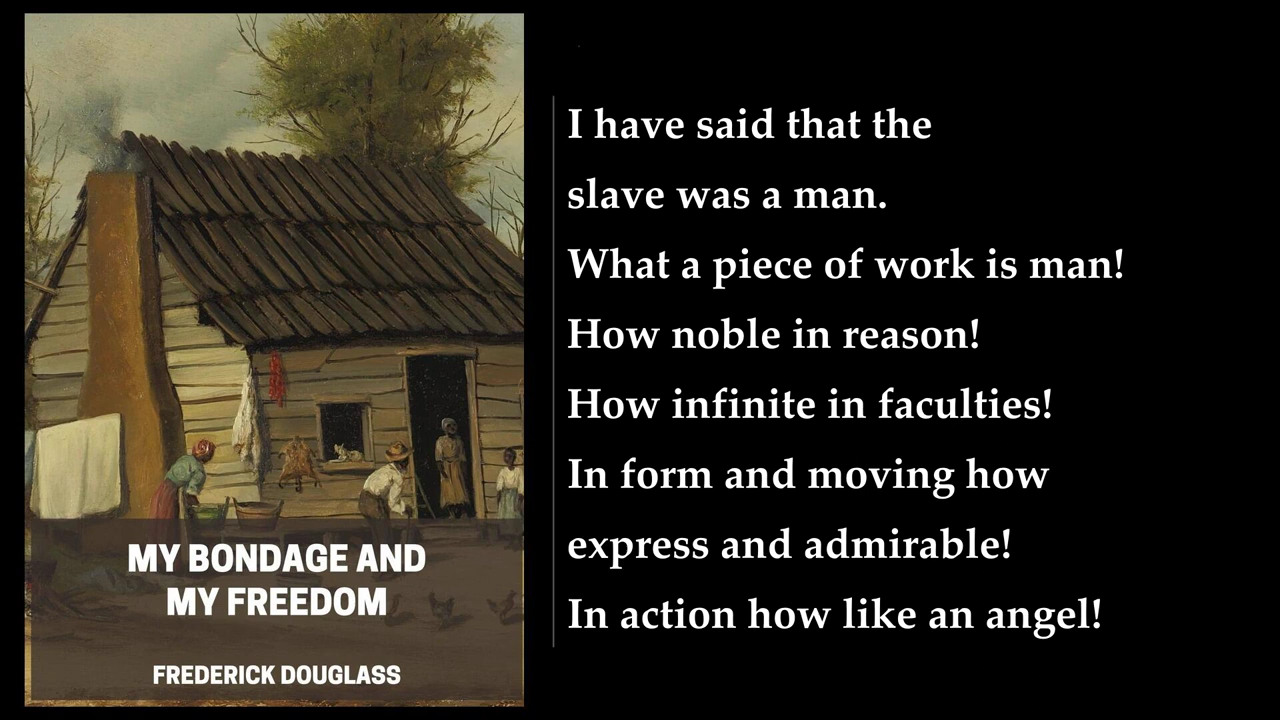 MY BONDAGE AND
MY FREEDOM
FREDERICK DOUGLASS
I have said that the
slave was a man.
What a piece of work is man!
How noble in reason!
How infinite in faculties!
In form and moving how
express and admirable!
In action how like an angel!